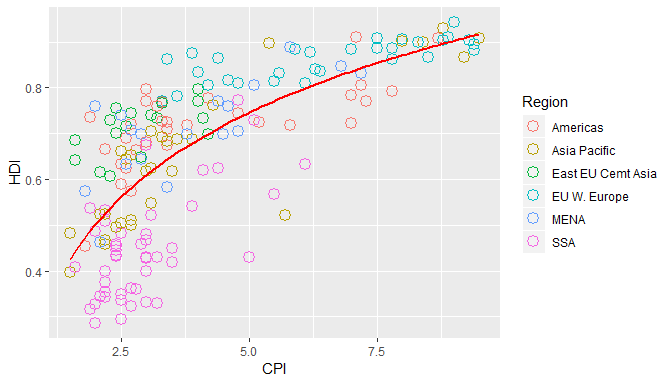 HDI
0.8
0.6
0.4
2.5 5.0 7.5
CPI
Region
Americas
Asia Pacific
East EU Cemt Asia
EU W. Europe
MENA
SSA